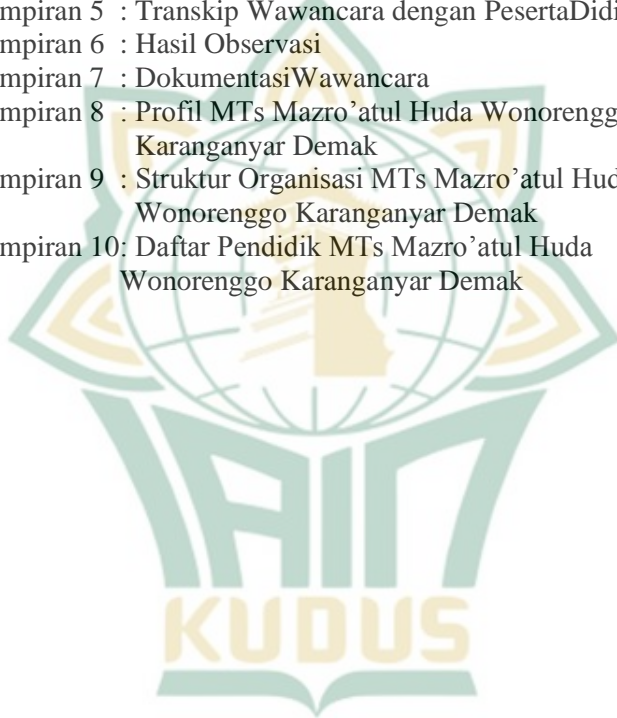 mpiran 5 : Transkip Wawancara dengan PesertaDidi
mpiran 6 : Hasil Observasi
mpiran 7 : DokumentasiWawancara
mpiran 8 : Profil MTs Mazro’atul Huda Wonorengg
Karanganyar Demak
mpiran 9 : Struktur Organisasi MTs Mazro’atul Hud
Wonorenggo Karanganyar Demak
mpiran 10: Daftar Pendidik MTs Mazro’atul Huda
Wonorenggo Karanganyar Demak
IAIN
KUDUS